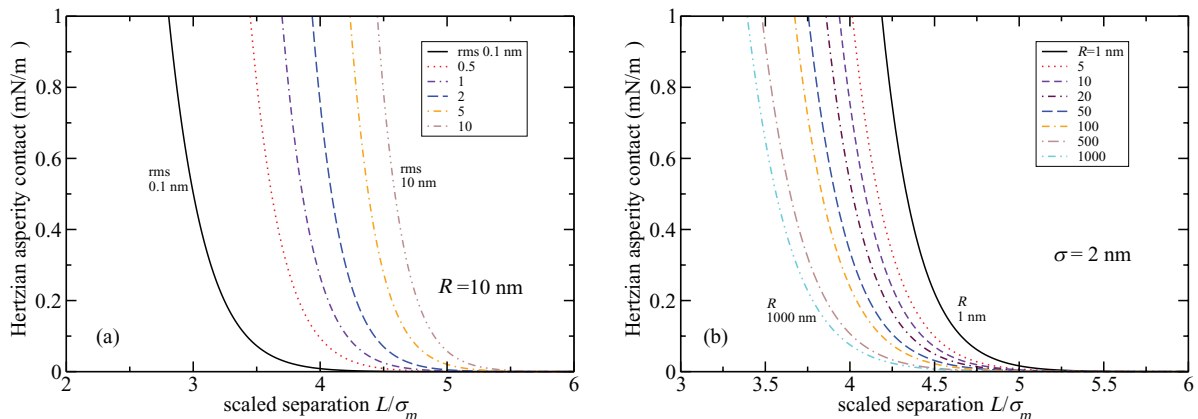 Hertzian asperity contact (mN/m )
1
0.8
0.6
0.4
0.2
0
2
3
4
5
6
scaled separation L/σm
rms 0.1 nm
0.5
1
2
5
10
rms
0.1 nm
rms
10 nm
R =10 nm
(a)
Hertzian asperity contact (mN/m )
1
0.8
0.6
0.4
0.2
0
3
3.5
4
4.5
5
5.5
6
scaled separation L/σm
R=1 nm
5
10
20
50
100
500
1000
σ = 2 nm
R
1000 nm
R
1 nm
(b)